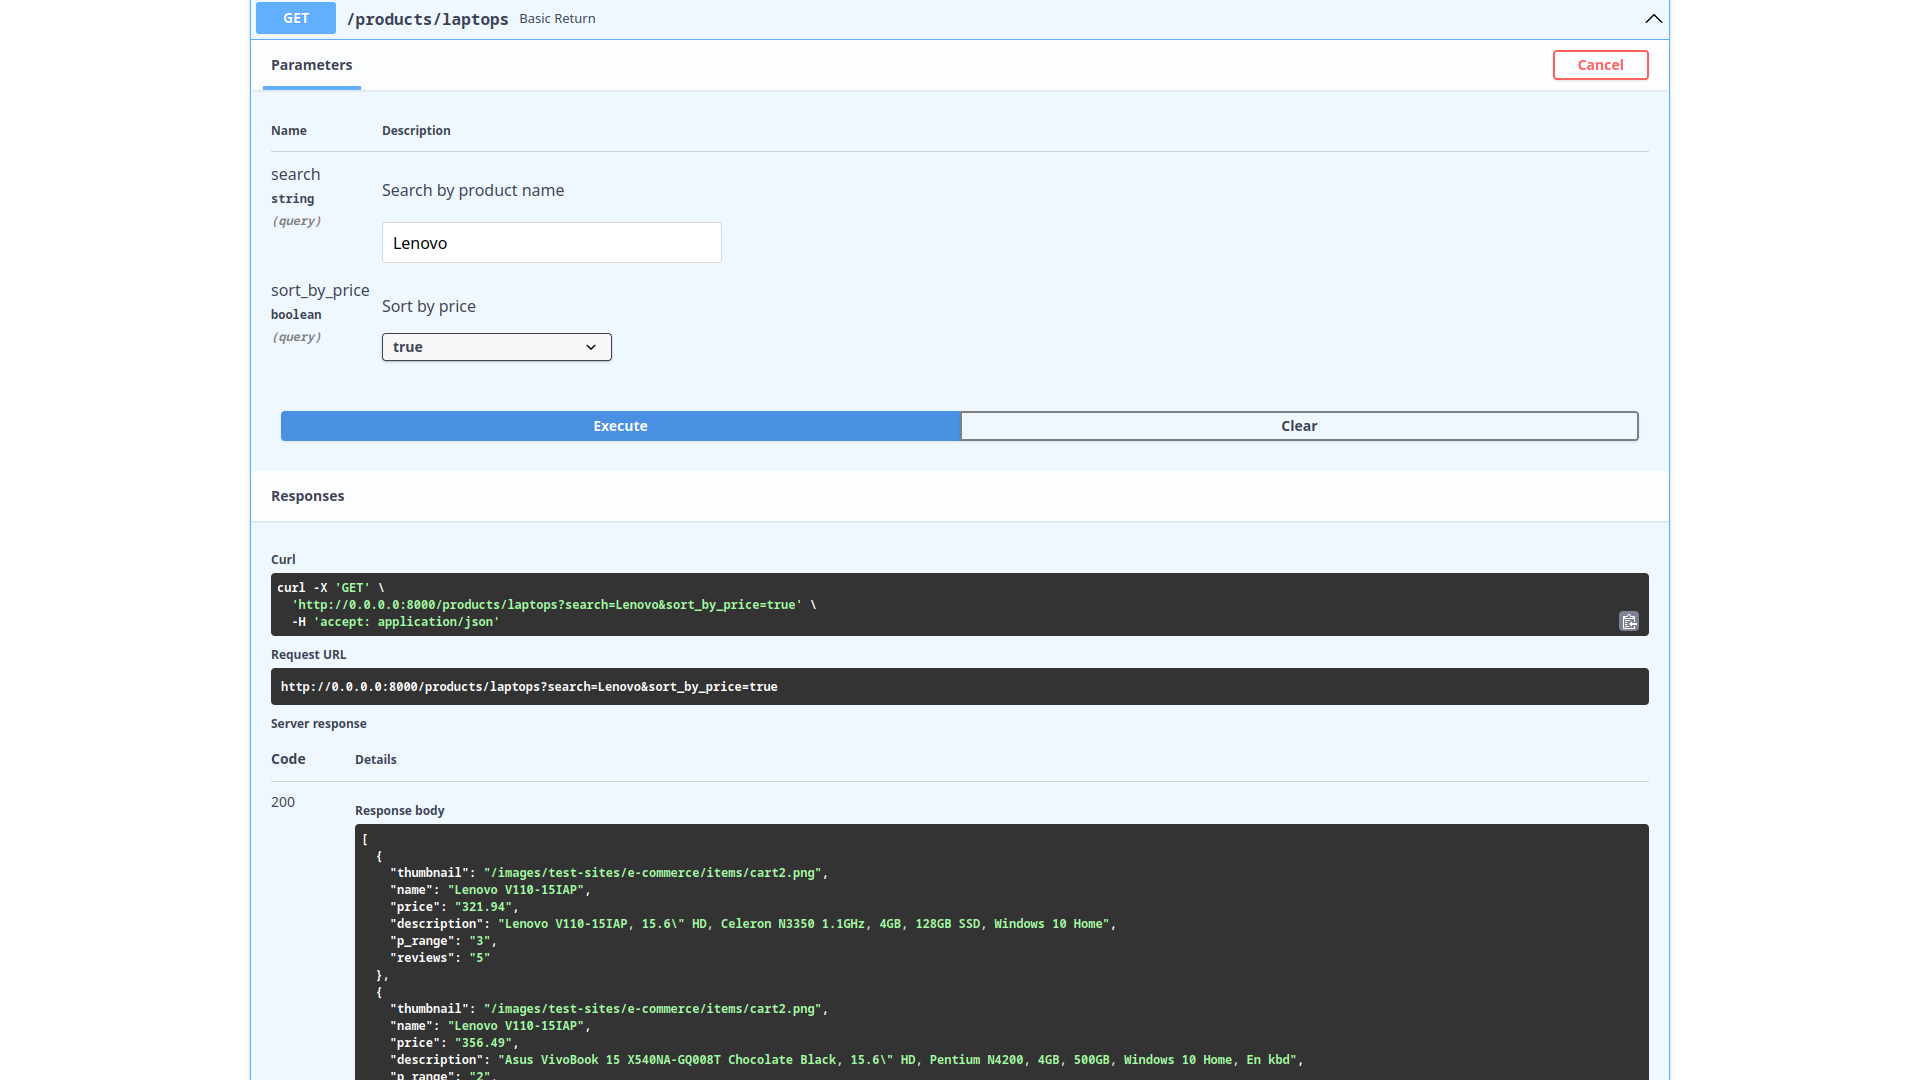 GET /products/laptops Basic Return
Parameters
Cancel
Name Description
search
string
(query)
Search by product name
Lenovo
sort_by_price
boolean
(query)
Sort by price
true
Execute
Clear
Responses
Curl
curl -X 'GET' \
'http://0.0.0.0:8000/products/laptops?search=Lenovo&sort_by_price=true' \
-H 'accept: application/json'
Request URL
http://0.0.0.0:8000/products/laptops?search=Lenovo&sort_by_price=true
Server response
Code Details
200
Response body
[
{
"thumbnail": "/images/test-sites/e-commerce/items/cart2.png",
"name": "Lenovo V110-15IAP",
"price": "321.94",
"description": "Lenovo V110-15IAP, 15.6\" HD, Celeron N3350 1.1GHz, 4GB, 128GB SSD, Windows 10 Home",
"p_range": "3",
"reviews": "5"
},
{
"thumbnail": "/images/test-sites/e-commerce/items/cart2.png",
"name": "Lenovo V110-15IAP",
"price": "356.49",
"description": "Asus VivoBook 15 X540NA-GQ008T Chocolate Black, 15.6\" HD, Pentium N4200, 4GB, 500GB, Windows 10 Home, En kbd",
"p_range": "2",